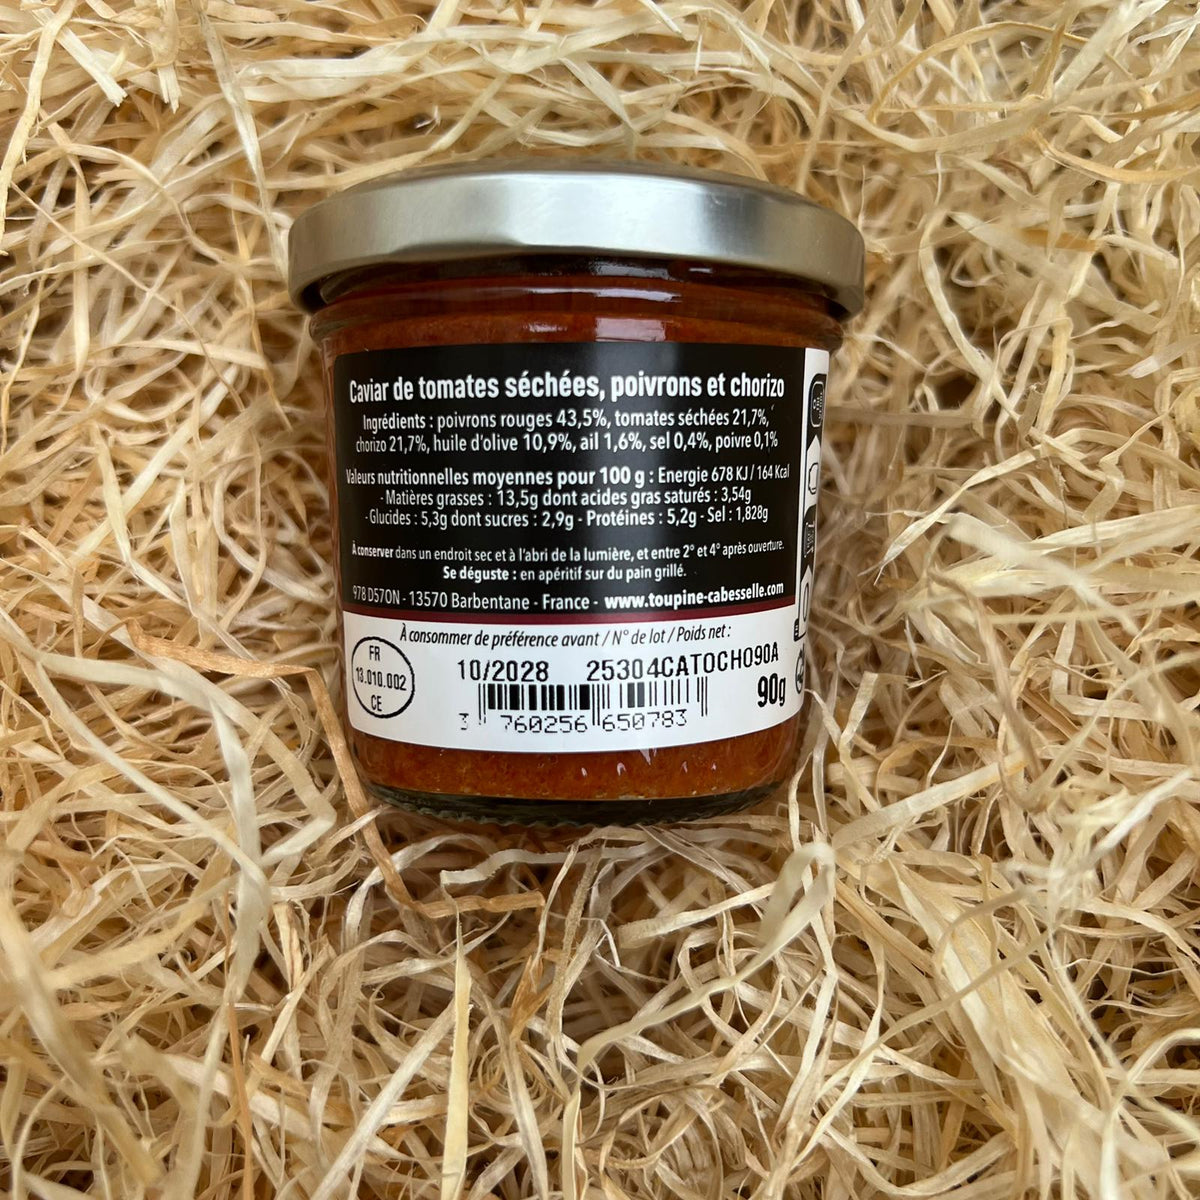 Caviar de tomates séchées, poivrons et chorizo
Ingrédients : poivrons rouges 43,5%, tomates séchées 21,7%,
chorizo 21,7%, huile d'olive 10,9%, ail 1,6%, sel 0,4%, poivre 0,1%
Valeurs nutritionnelles moyennes pour 100 g : Energie 678 KJ / 164 Kcal
- Matières grasses : 13,5g dont acides gras saturés : 3,54g
- Glucides : 5,3g dont sucres : 2,9g - Protéines : 5,2g - Sel : 1,828g
À conserver dans un endroit sec et à l'abri de la lumière, et entre 2° et 4° après ouverture.
Se déguste : en apéritif sur du pain grillé.
978 D570N - 13570 Barbentane - France - www.toupine-cabesselle.com
À consommer de préférence avant / N° de lot / Poids net :
FR
13.010.002
CE
10/2028 25304CATOCHO90A
90g
3 760256 650783